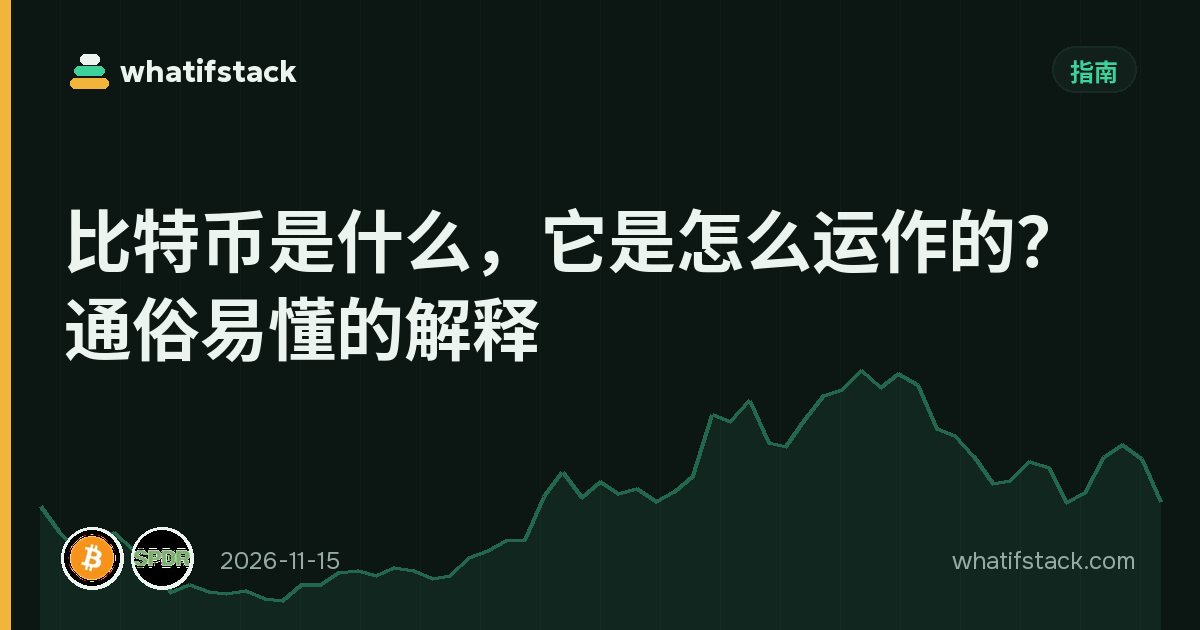 whatifstack
指南
比特币是什么，它是怎么运作的？
通俗易懂的解释
SPDR
2026-11-15
whatifstack.com